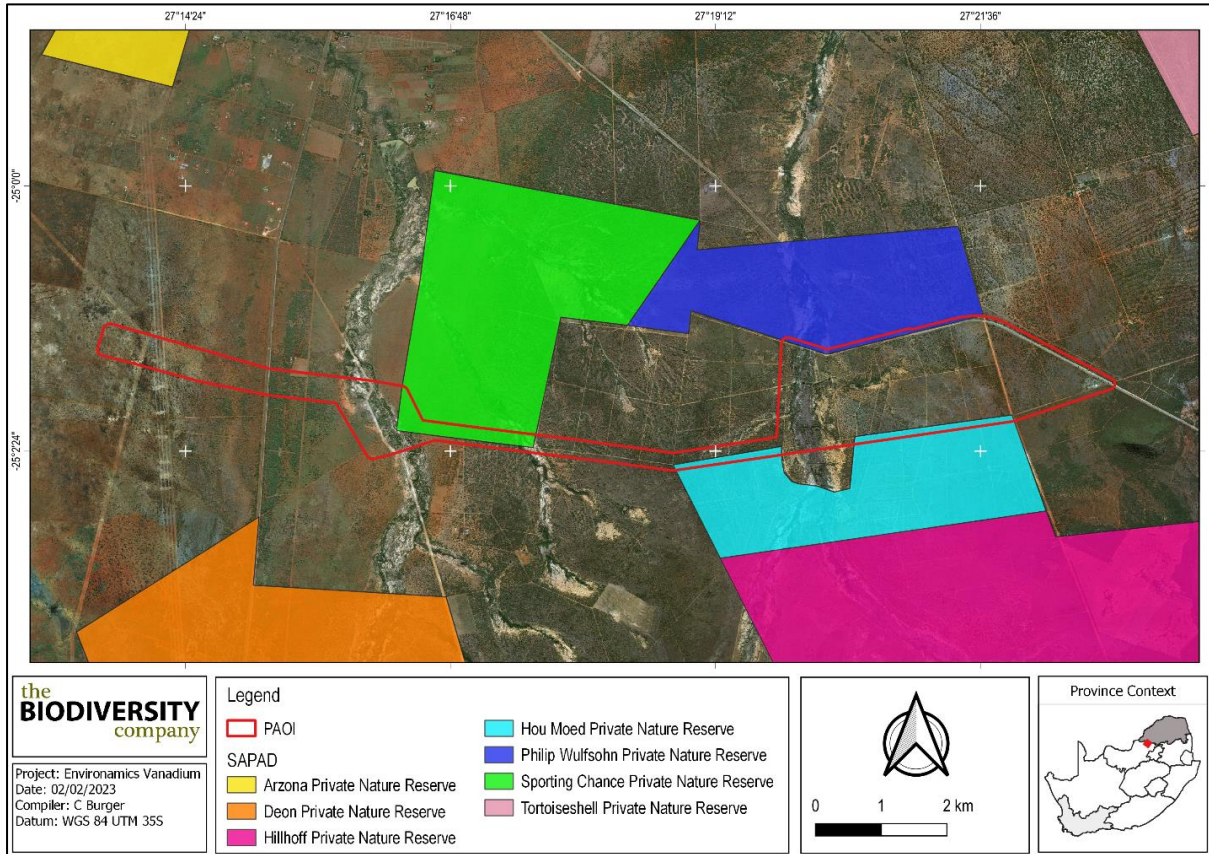 27°14'24" 27°16'48" 27°19'12" 27°21'36"
-25°0'0"
-25°2'24"
the
BIODIVERSITY
company
Project: Environamics Vanadium
Date: 02/02/2023
Compiler: C Burger
Datum: WGS 84 UTM 35S
Legend
PAOI
SAPAD
Arzona Private Nature Reserve
Deon Private Nature Reserve
Hillhoff Private Nature Reserve
Hou Moed Private Nature Reserve
Philip Wulfsohn Private Nature Reserve
Sporting Chance Private Nature Reserve
Tortoiseshell Private Nature Reserve
0 1 2 km
Province Context